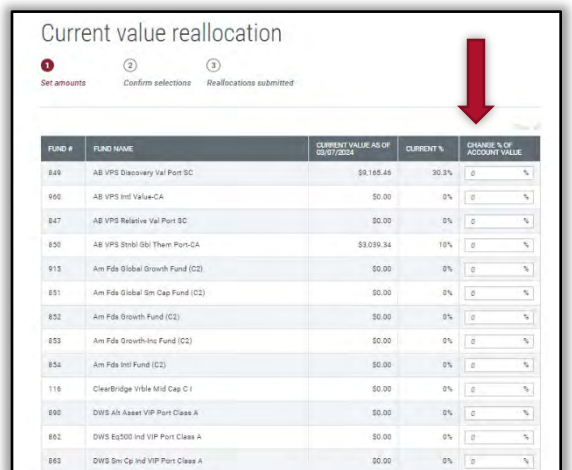 Current value reallocation
1 2 3
Set amounts Confirm selections Reallocations submitted
FUND # FUND NAME CURRENT VALUE AS OF 03/07/2024 CURRENT % CHANGE % OF ACCOUNT VALUE
849 AB VPS Discovery Val Port SC $9,165.46 30.3% 0 %
960 AB VPS Intl Value-CA $0.00 0% 0 %
847 AB VPS Relative Val Port SC $0.00 0% 0 %
850 AB VPS Stnbl Gbl Them Port-CA $3,039.34 10% 0 %
915 Am Fds Global Growth Fund (C2) $0.00 0% 0 %
851 Am Fds Global Sm Cap Fund (C2) $0.00 0% 0 %
852 Am Fds Growth Fund (C2) $0.00 0% 0 %
853 Am Fds Growth-Inc Fund (C2) $0.00 0% 0 %
854 Am Fds Intl Fund (C2) $0.00 0% 0 %
116 ClearBridge Vrble Mid Cap C I $0.00 0% 0 %
890 DWS Alt Asset VIP Port Class A $0.00 0% 0 %
862 DWS Eq500 Ind VIP Port Class A $0.00 0% 0 %
863 DWS Sm Cp Ind VIP Port Class A $0.00 0% 0 %